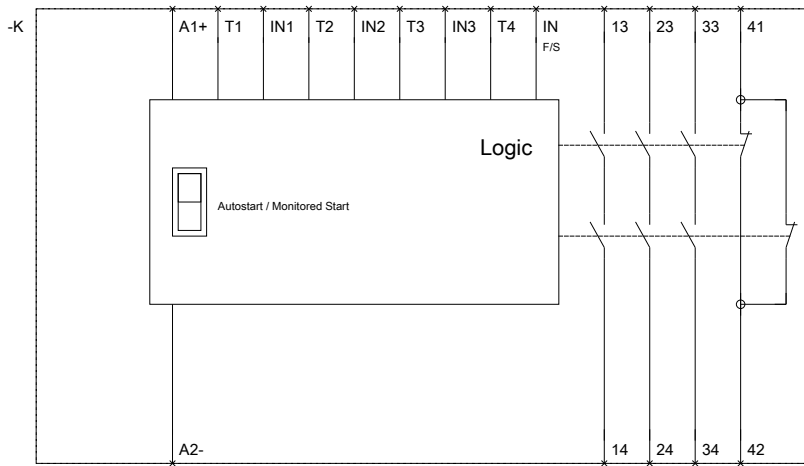 -K
A1+ T1 IN1 T2 IN2 T3 IN3 T4 IN 13 23 33 41
F/S
Logic
Autostart / Monitored Start
A2- 14 24 34 42